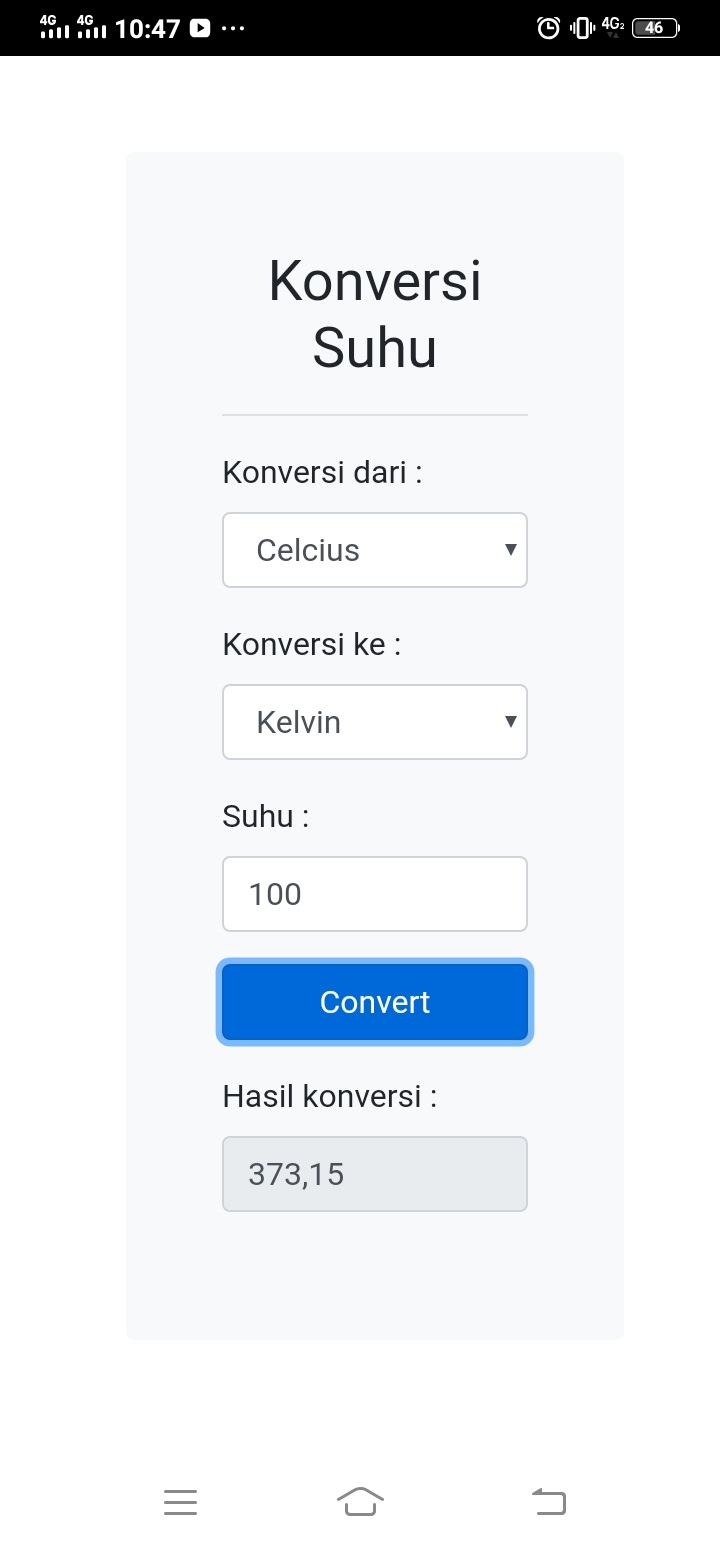 4G 4G 10:47 ... 4G2 46
Konversi
Suhu
Konversi dari :
Celcius
Konversi ke :
Kelvin
Suhu :
100
Convert
Hasil konversi :
373,15